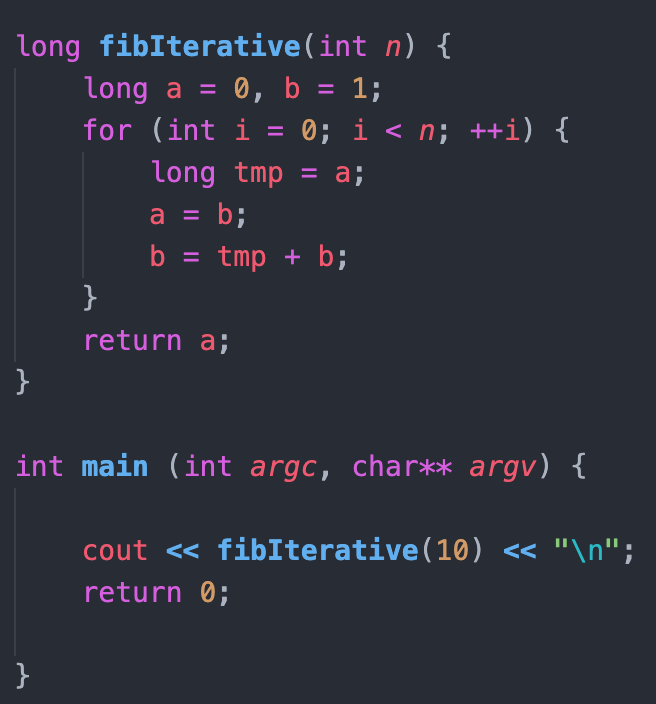 long fibIterative(int n) {
    long a = 0, b = 1;
    for (int i = 0; i < n; ++i) {
        long tmp = a;
        a = b;
        b = tmp + b;
    }
    return a;
}
int main (int argc, char** argv) {
    cout << fibIterative(10) << "\n";
    return 0;
}